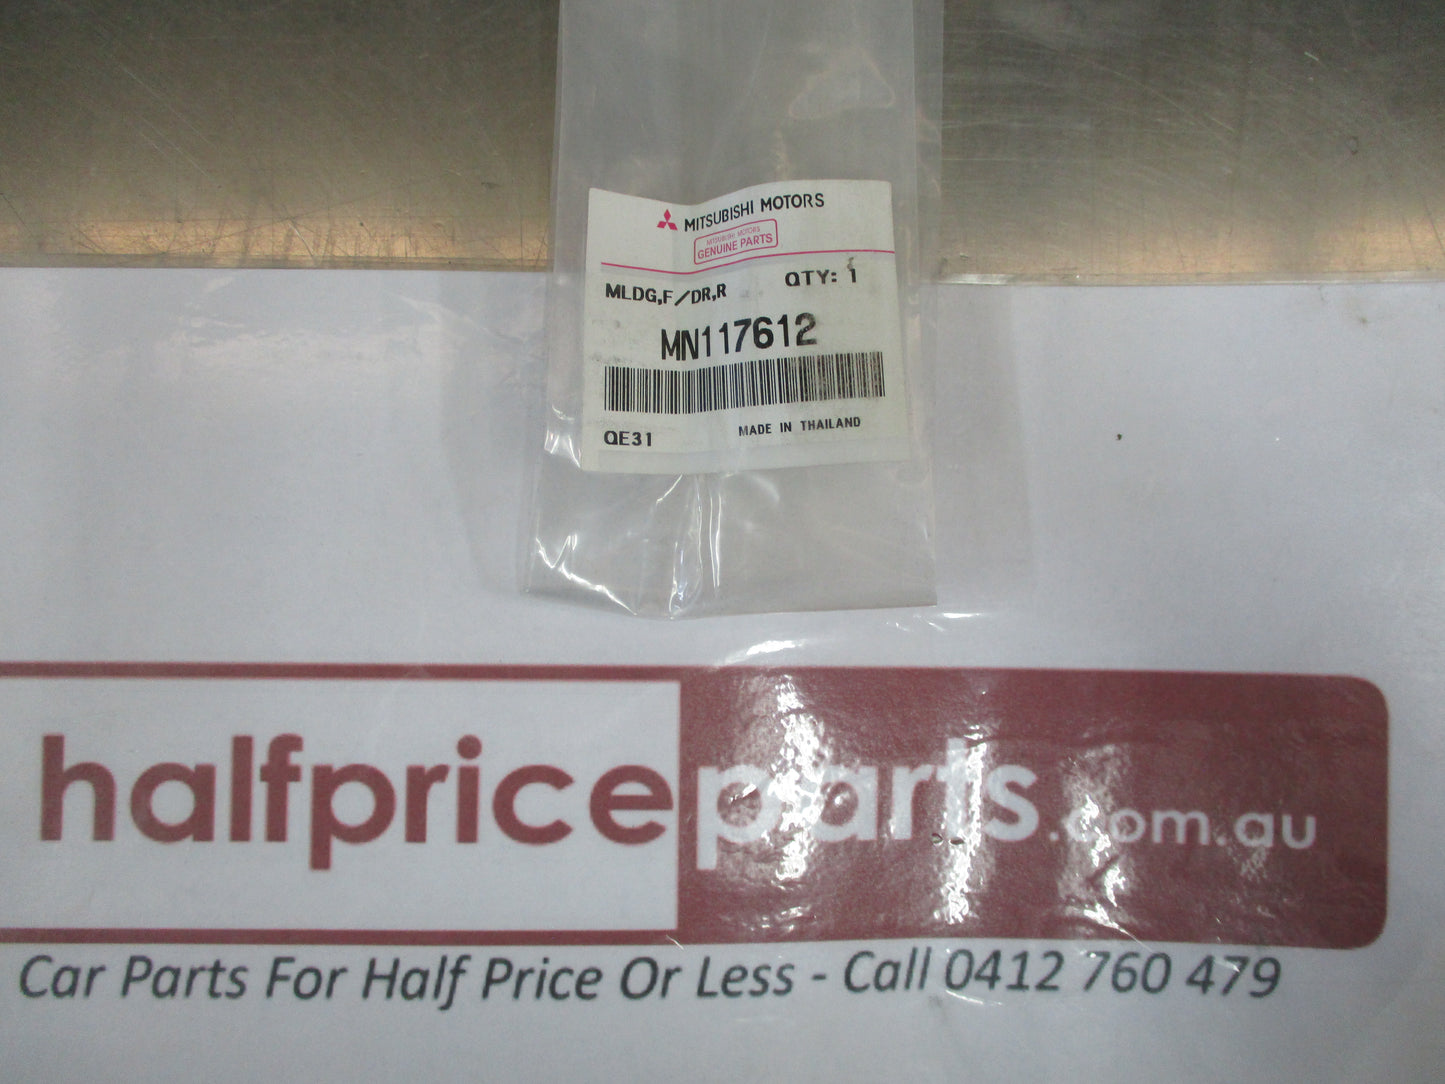 MITSUBISHI MOTORS
MITSUBISHI MOTORS
GENUINE PARTS
MLDG,F/DR,R QTY: 1
MN117612
QE31 MADE IN THAILAND
halfpriceparts.com.au
Car Parts For Half Price Or Less - Call 0412 760 479